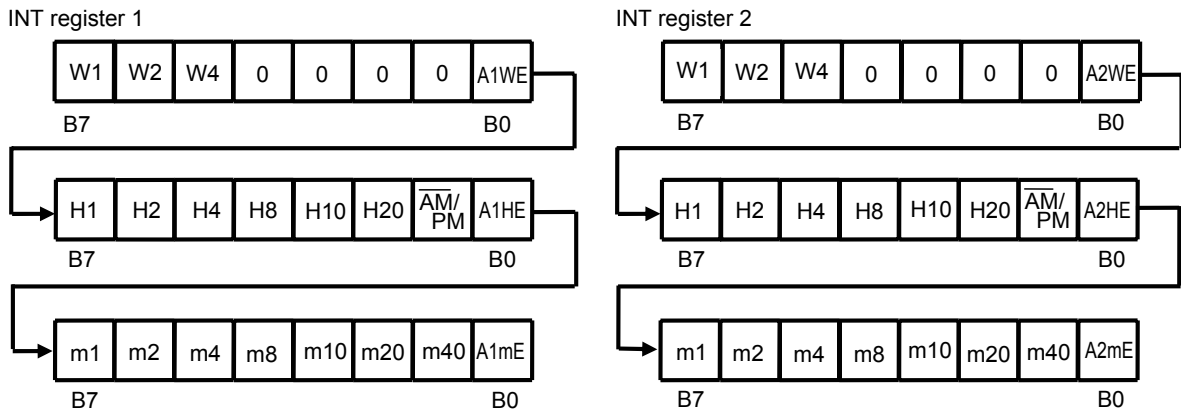 INT register 1
W1 W2 W4 0 0 0 0 A1WE
B7 B0
H1 H2 H4 H8 H10 H20 A̅M̅/PM A1HE
B7 B0
m1 m2 m4 m8 m10 m20 m40 A1mE
B7 B0
INT register 2
W1 W2 W4 0 0 0 0 A2WE
B7 B0
H1 H2 H4 H8 H10 H20 A̅M̅/PM A2HE
B7 B0
m1 m2 m4 m8 m10 m20 m40 A2mE
B7 B0